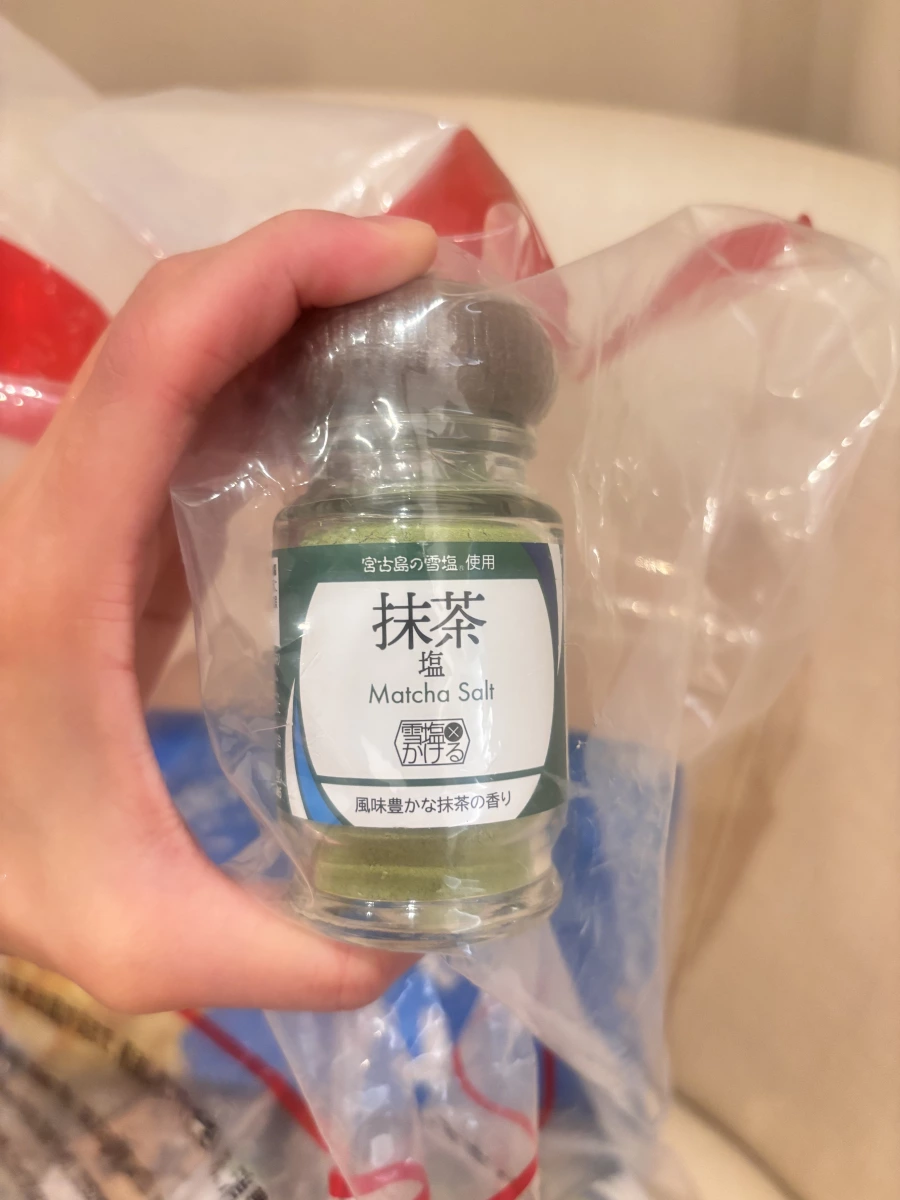 宮古島の雪塩®使用
抹茶
塩
Matcha Salt
雪塩×
かける
風味豊かな抹茶の香り